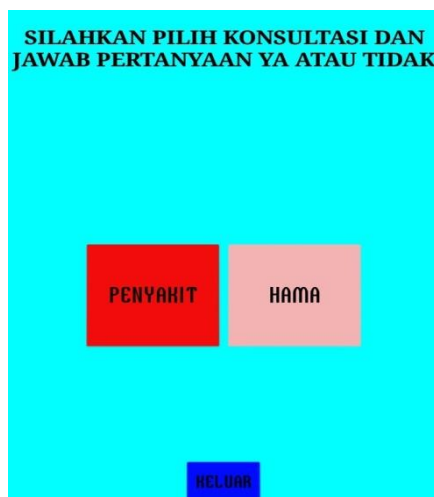 SILAHKAN PILIH KONSULTASI DAN
JAWAB PERTANYAAN YA ATAU TIDAK
PENYAKIT HAMA
KELUAR